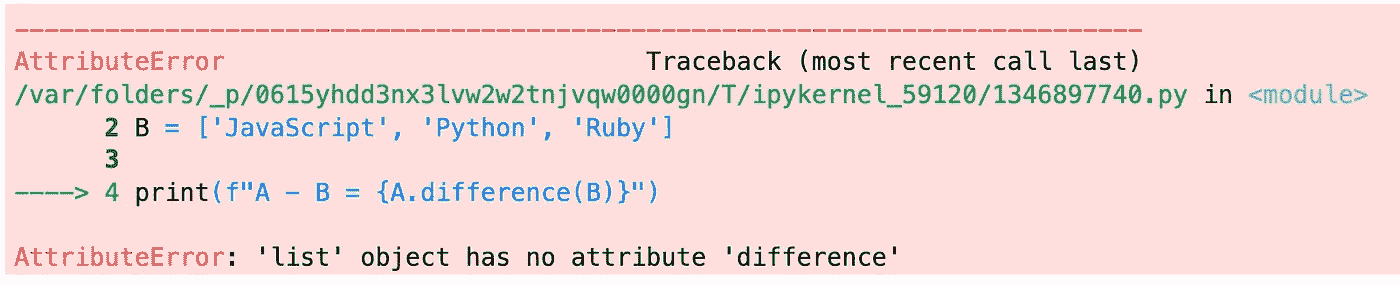 ---------------------------------------------------------------------------
AttributeError                            Traceback (most recent call last)
/var/folders/_p/0615yhdd3nx3lvw2w2tnjvqw0000gn/T/ipykernel_59120/1346897740.py in <module>
      2 B = ['JavaScript', 'Python', 'Ruby']
      3
----> 4 print(f"A - B = {A.difference(B)}")

AttributeError: 'list' object has no attribute 'difference'